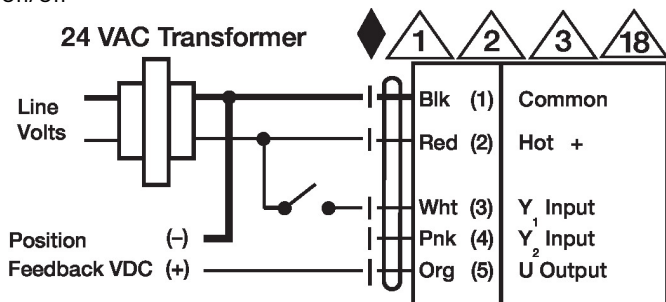 24 VAC Transformer
1 2 3 18
Line
Volts
Blk (1) Common
Red (2) Hot +
Wht (3) Y1 Input
Pnk (4) Y2 Input
Org (5) U Output
Position (–)
Feedback VDC (+)